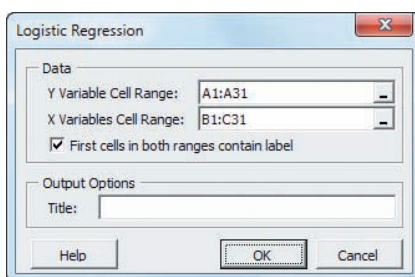 Logistic Regression
Data
Y Variable Cell Range: A1:A31
X Variables Cell Range: B1:C31
First cells in both ranges contain label
Output Options
Title:
Help OK Cancel